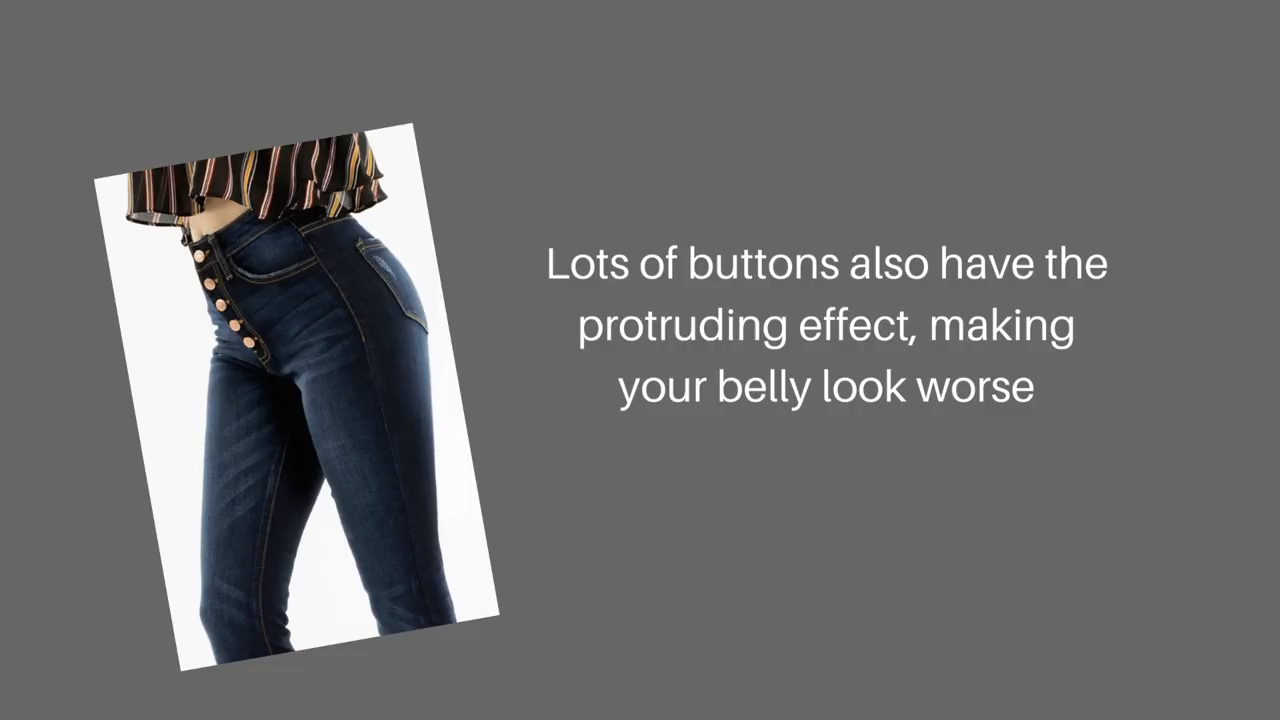 Lots of buttons also have the
protruding effect, making
your belly look worse